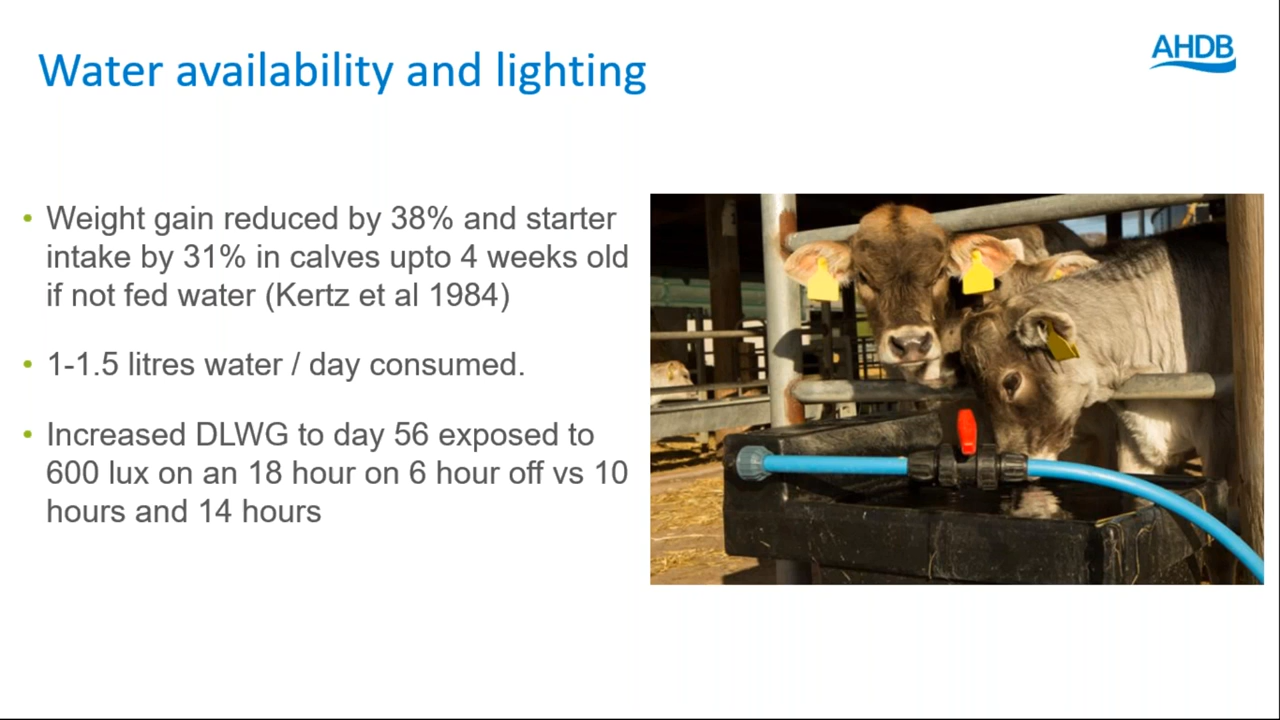 Water availability and lighting
AHDB
• Weight gain reduced by 38% and starter
intake by 31% in calves upto 4 weeks old
if not fed water (Kertz et al 1984)
• 1-1.5 litres water / day consumed.
• Increased DLWG to day 56 exposed to
600 lux on an 18 hour on 6 hour off vs 10
hours and 14 hours